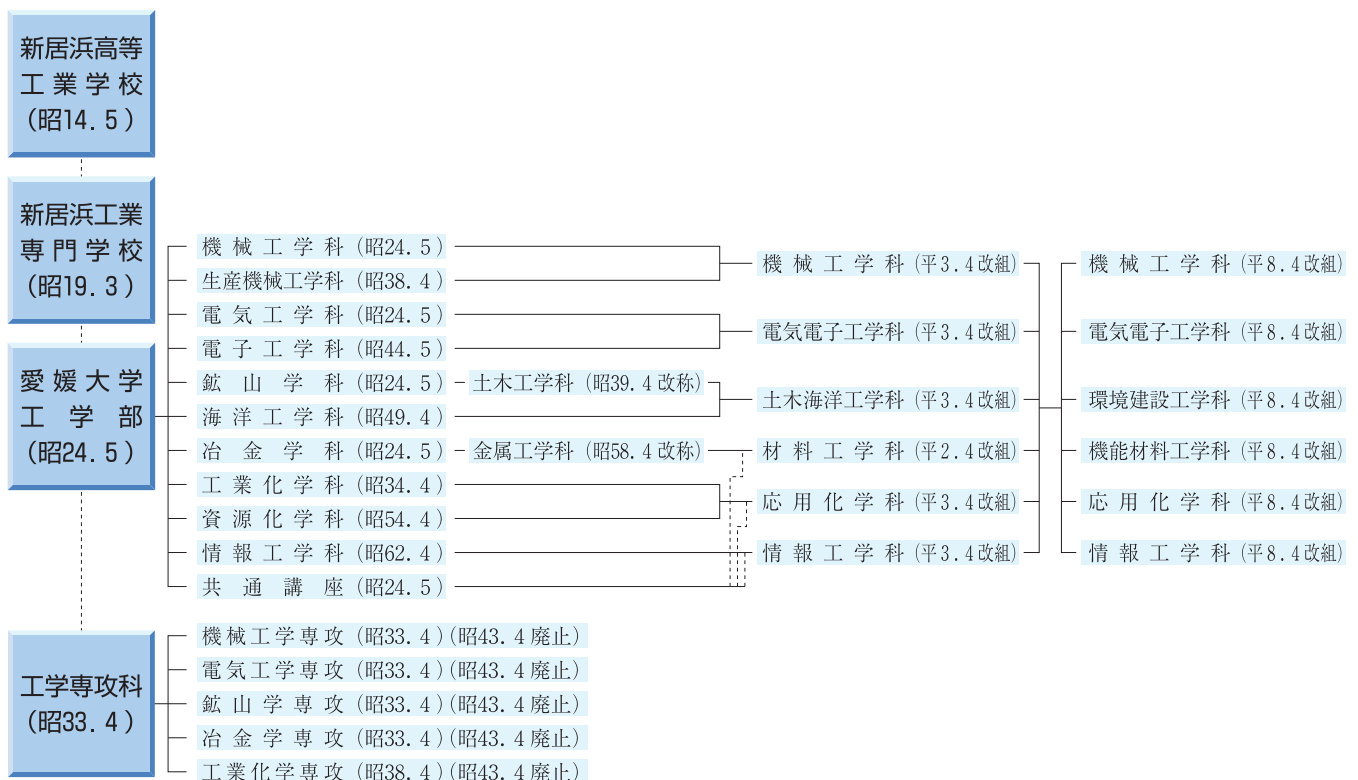 新居浜高等
工業学校
(昭14.5)
新居浜工業
専門学校
(昭19.3)
愛媛大学
工学部
(昭24.5)
機械工学科(昭24.5)
生産機械工学科(昭38.4)
電気工学科(昭24.5)
電子工学科(昭44.5)
鉱山学科(昭24.5) 土木工学科(昭39.4改称)
海洋工学科(昭49.4)
冶金学科(昭24.5) 金属工学科(昭58.4改称)
工業化学科(昭34.4)
資源化学科(昭54.4)
情報工学科(昭62.4)
共通講座(昭24.5)
機械工学科(平3.4改組)
電気電子工学科(平3.4改組)
土木海洋工学科(平3.4改組)
材料工学科(平2.4改組)
応用化学科(平3.4改組)
情報工学科(平3.4改組)
機械工学科(平8.4改組)
電気電子工学科(平8.4改組)
環境建設工学科(平8.4改組)
機能材料工学科(平8.4改組)
応用化学科(平8.4改組)
情報工学科(平8.4改組)
工学専攻科
(昭33.4)
機械工学専攻(昭33.4)(昭43.4廃止)
電気工学専攻(昭33.4)(昭43.4廃止)
鉱山学専攻(昭33.4)(昭43.4廃止)
冶金学専攻(昭33.4)(昭43.4廃止)
工業化学専攻(昭38.4)(昭43.4廃止)